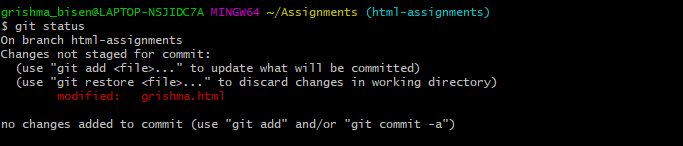 grishma_bisen@LAPTOP-NSJIDC7A MINGW64 ~/Assignments (html-assignments)
$ git status
On branch html-assignments
Changes not staged for commit:
  (use "git add <file>..." to update what will be committed)
  (use "git restore <file>..." to discard changes in working directory)
        modified:   grishma.html

no changes added to commit (use "git add" and/or "git commit -a")